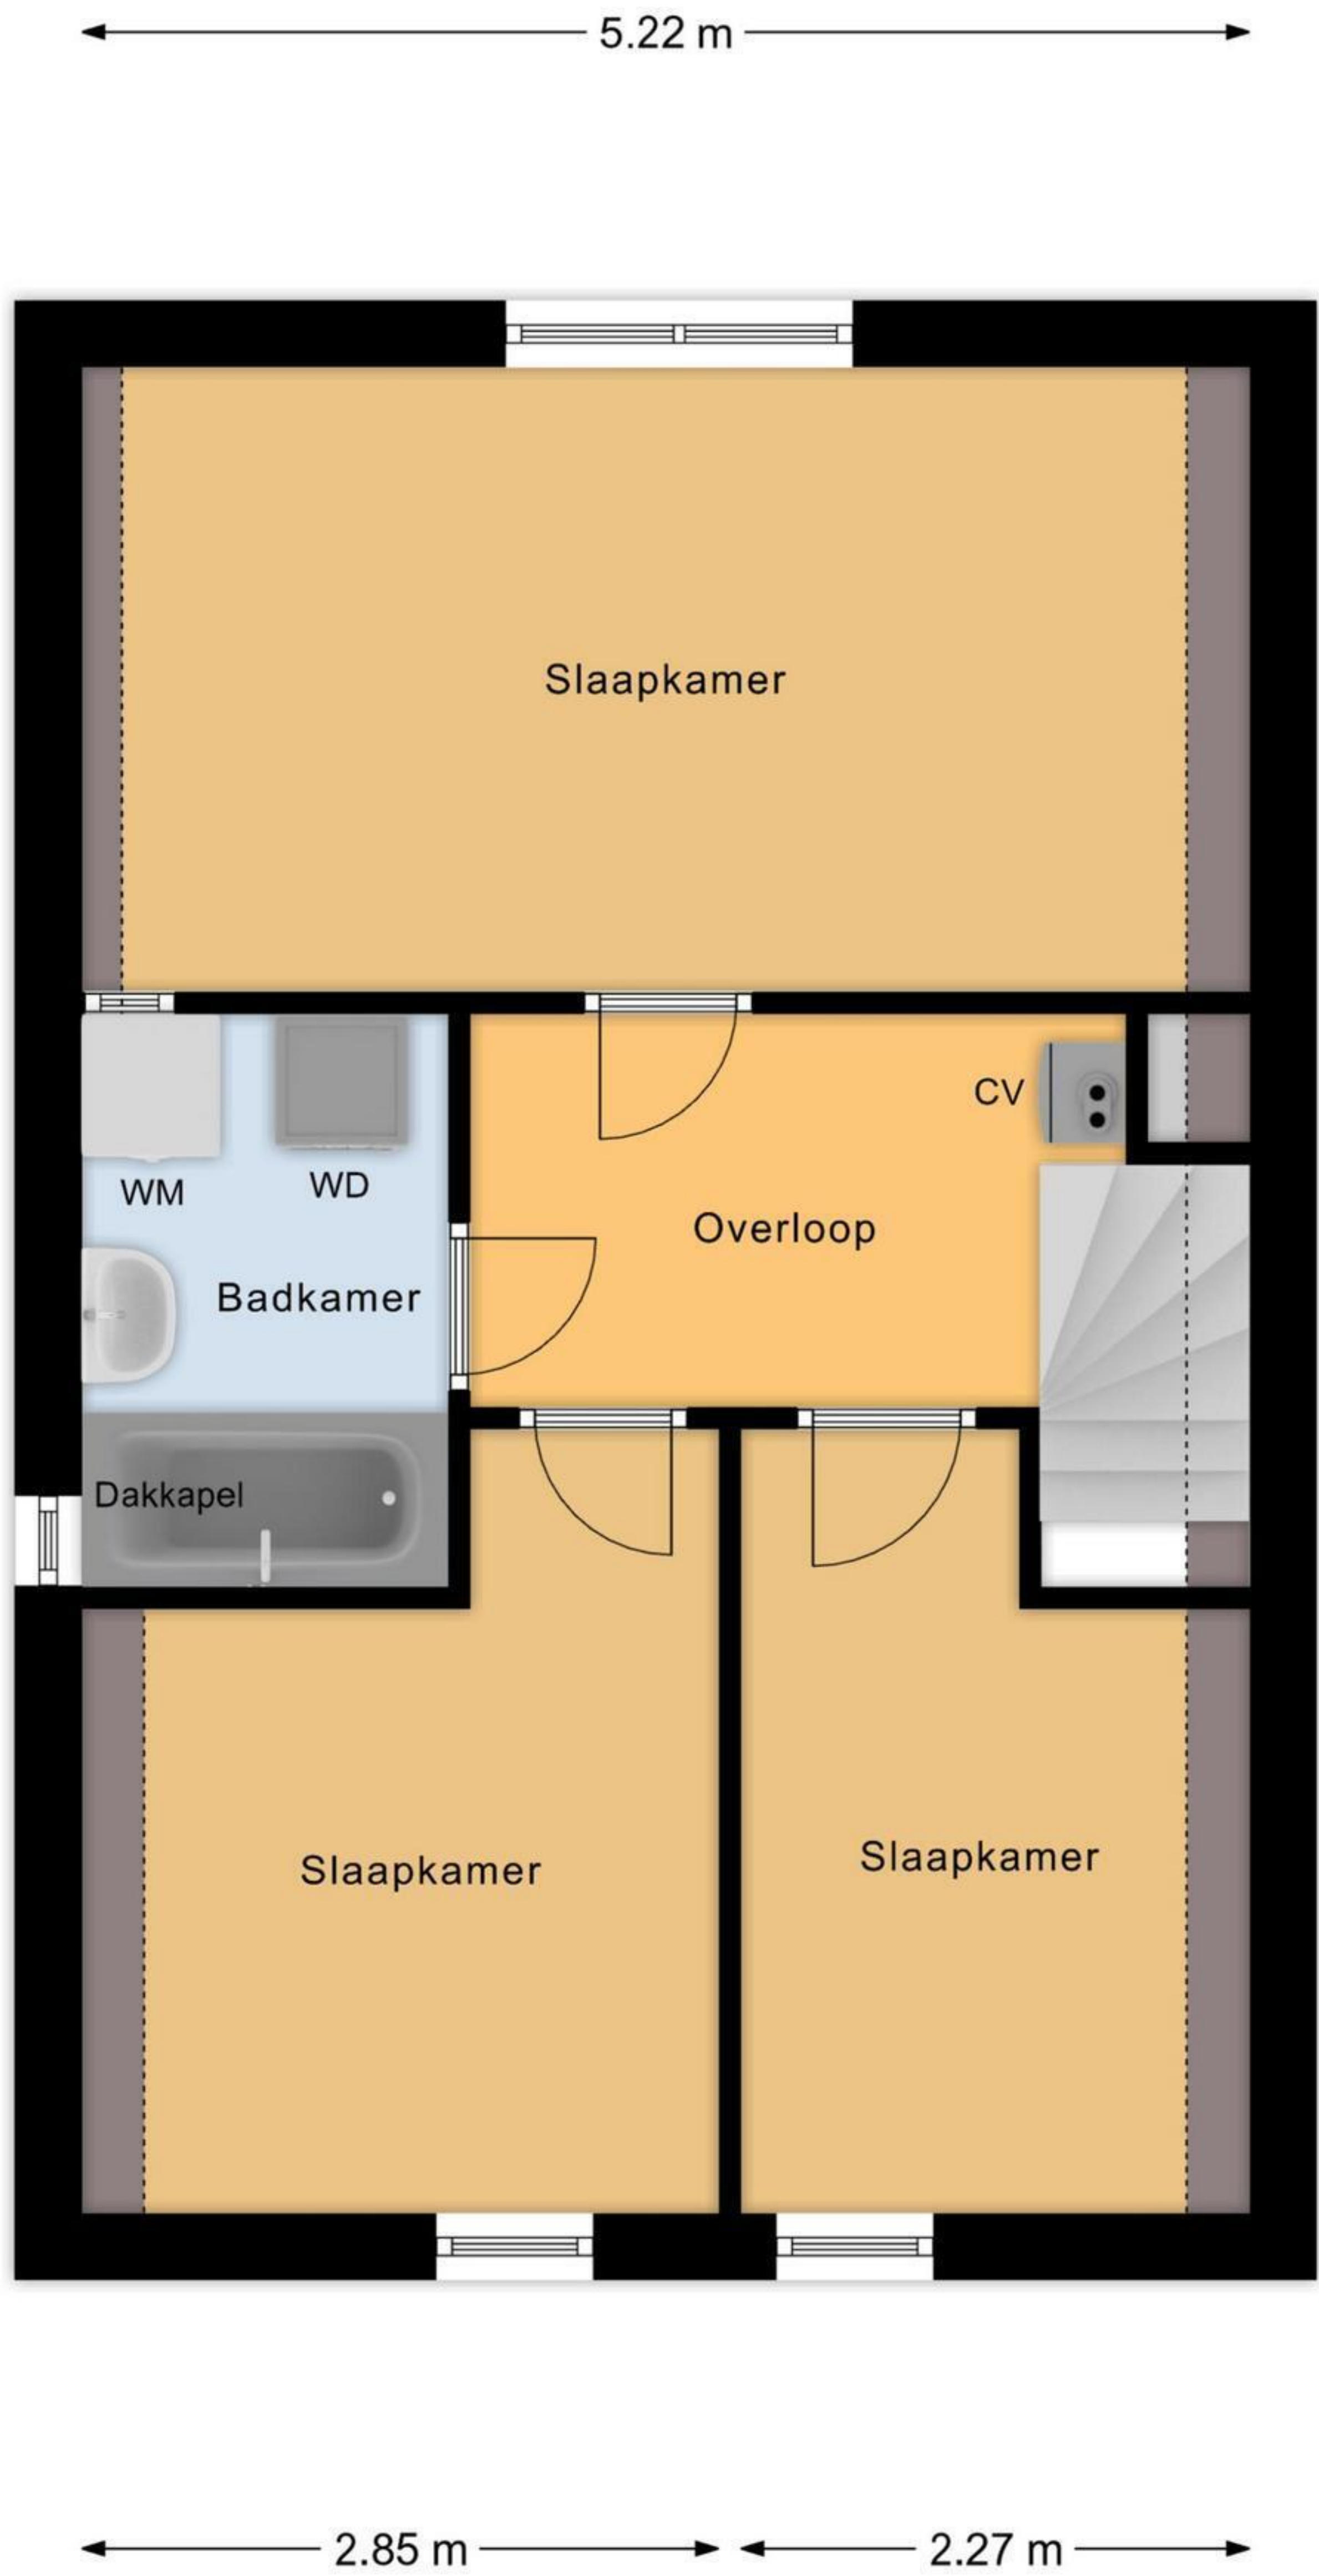 5.22 m
Slaapkamer
CV
WM
WD
Overloop
Badkamer
Dakkapel
Slaapkamer
Slaapkamer
2.85 m
2.27 m